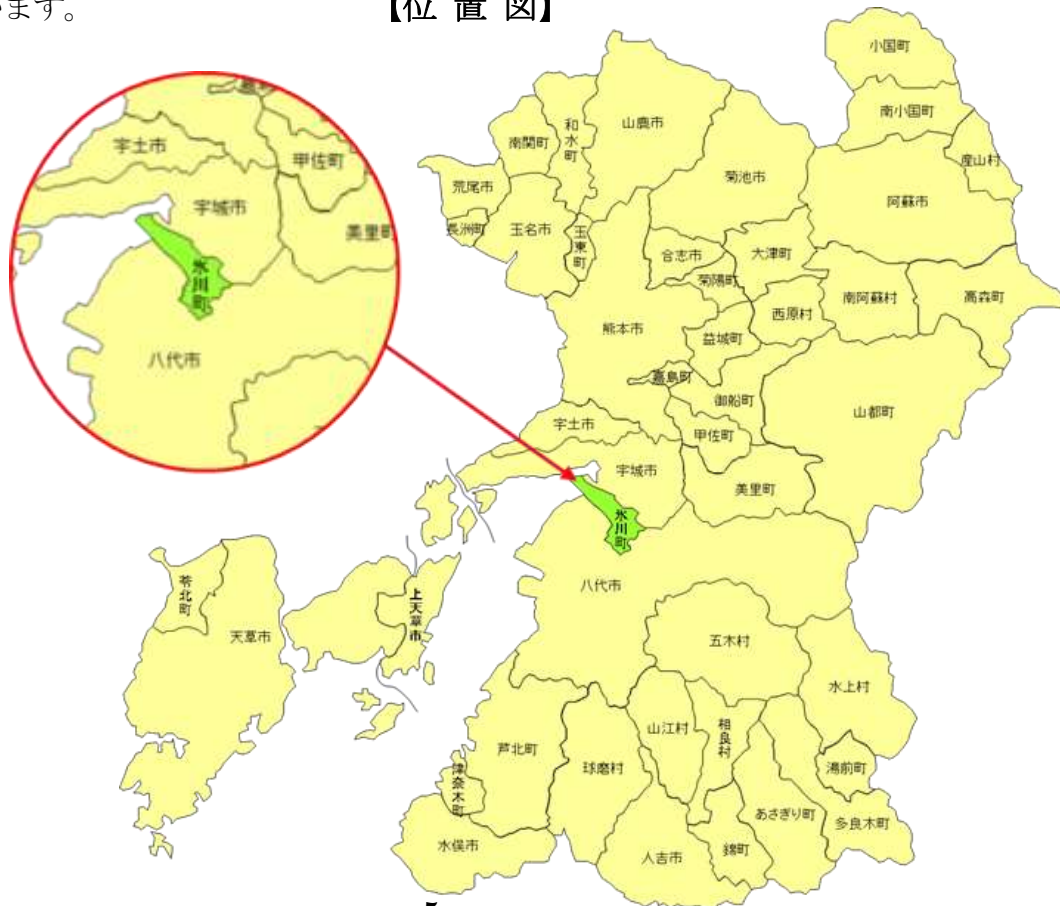 います。
【位 置 図】
小国町
南小国町
産山村
山鹿市
和水町
南関町
菊池市
阿蘇市
荒尾市
長洲町
玉名市
玉東町
合志市
大津町
菊陽町
南阿蘇村
高森町
西原村
熊本市
益城町
嘉島町
御船町
山都町
宇土市
甲佐町
宇城市
美里町
氷川町
八代市
五木村
水上村
苓北町
天草市
上天草市
山江村
相良村
芦北町
球磨村
湯前町
津奈木町
あさぎり町
多良木町
水俣市
人吉市
錦町
宇土市
甲佐町
宇城市
美里町
氷川町
八代市